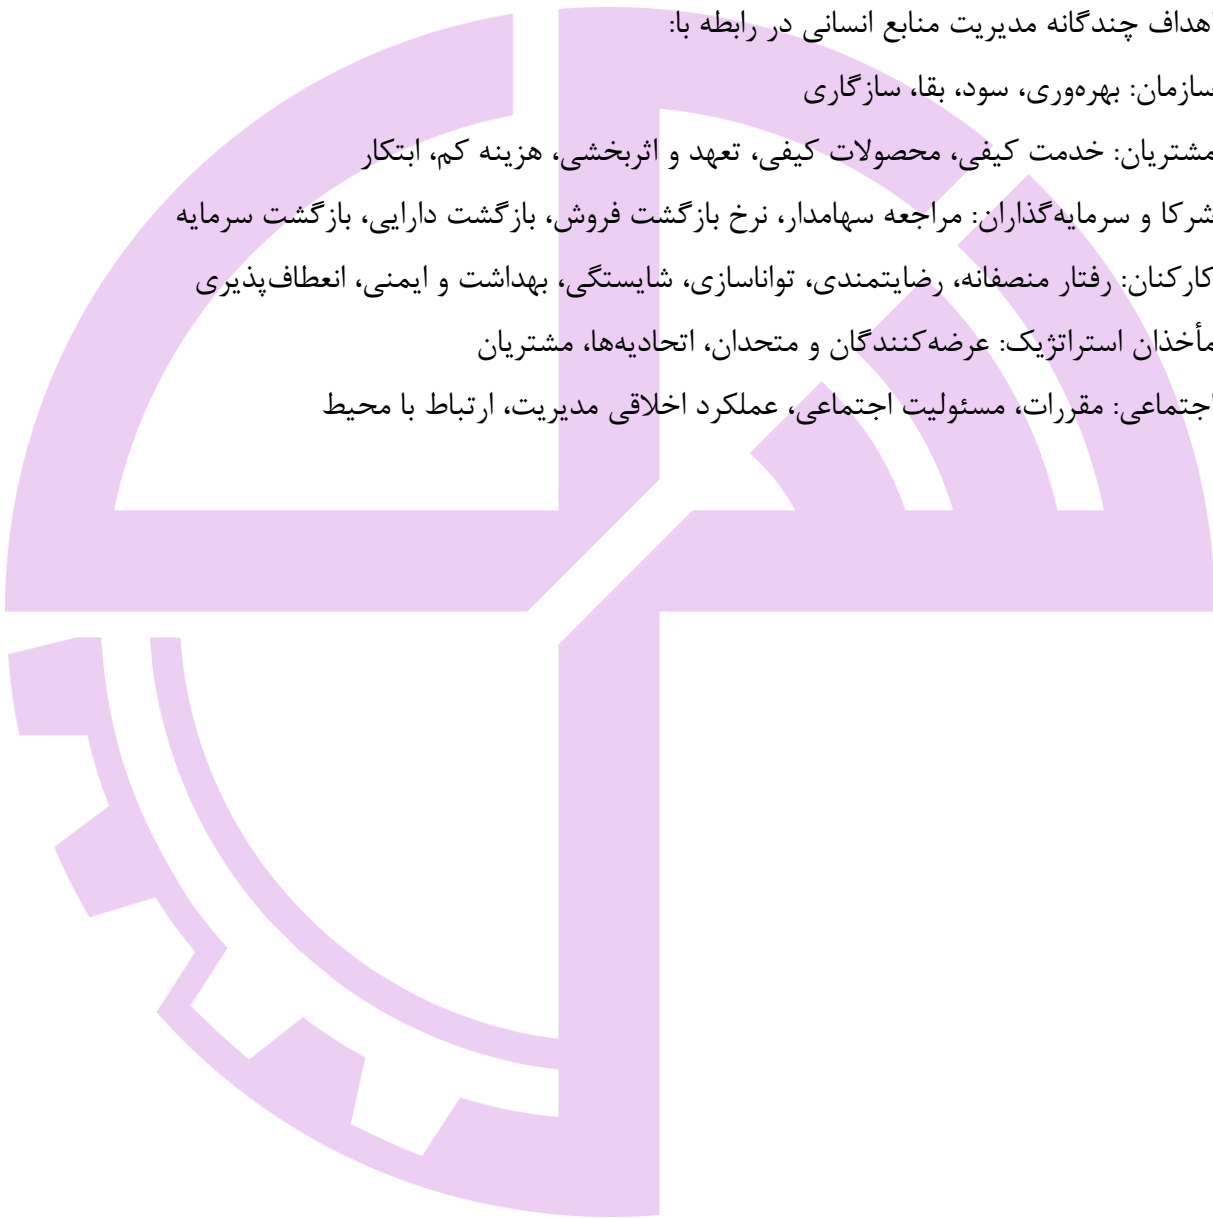 اهداف چندگانه مدیریت منابع انسانی در رابطه با:
سازمان: بهره‌وری، سود، بقا، سازگاری
مشتریان: خدمت کیفی، محصولات کیفی، تعهد و اثربخشی، هزینه کم، ابتکار
شرکا و سرمایه‌گذاران: مراجعه سهامدار، نرخ بازگشت فروش، بازگشت دارایی، بازگشت سرمایه
کارکنان: رفتار منصفانه، رضایتمندی، تواناسازی، شایستگی، بهداشت و ایمنی، انعطاف‌پذیری
مأخذان استراتژیک: عرضه‌کنندگان و متحدان، اتحادیه‌ها، مشتریان
اجتماعی: مقررات، مسئولیت اجتماعی، عملکرد اخلاقی مدیریت، ارتباط با محیط